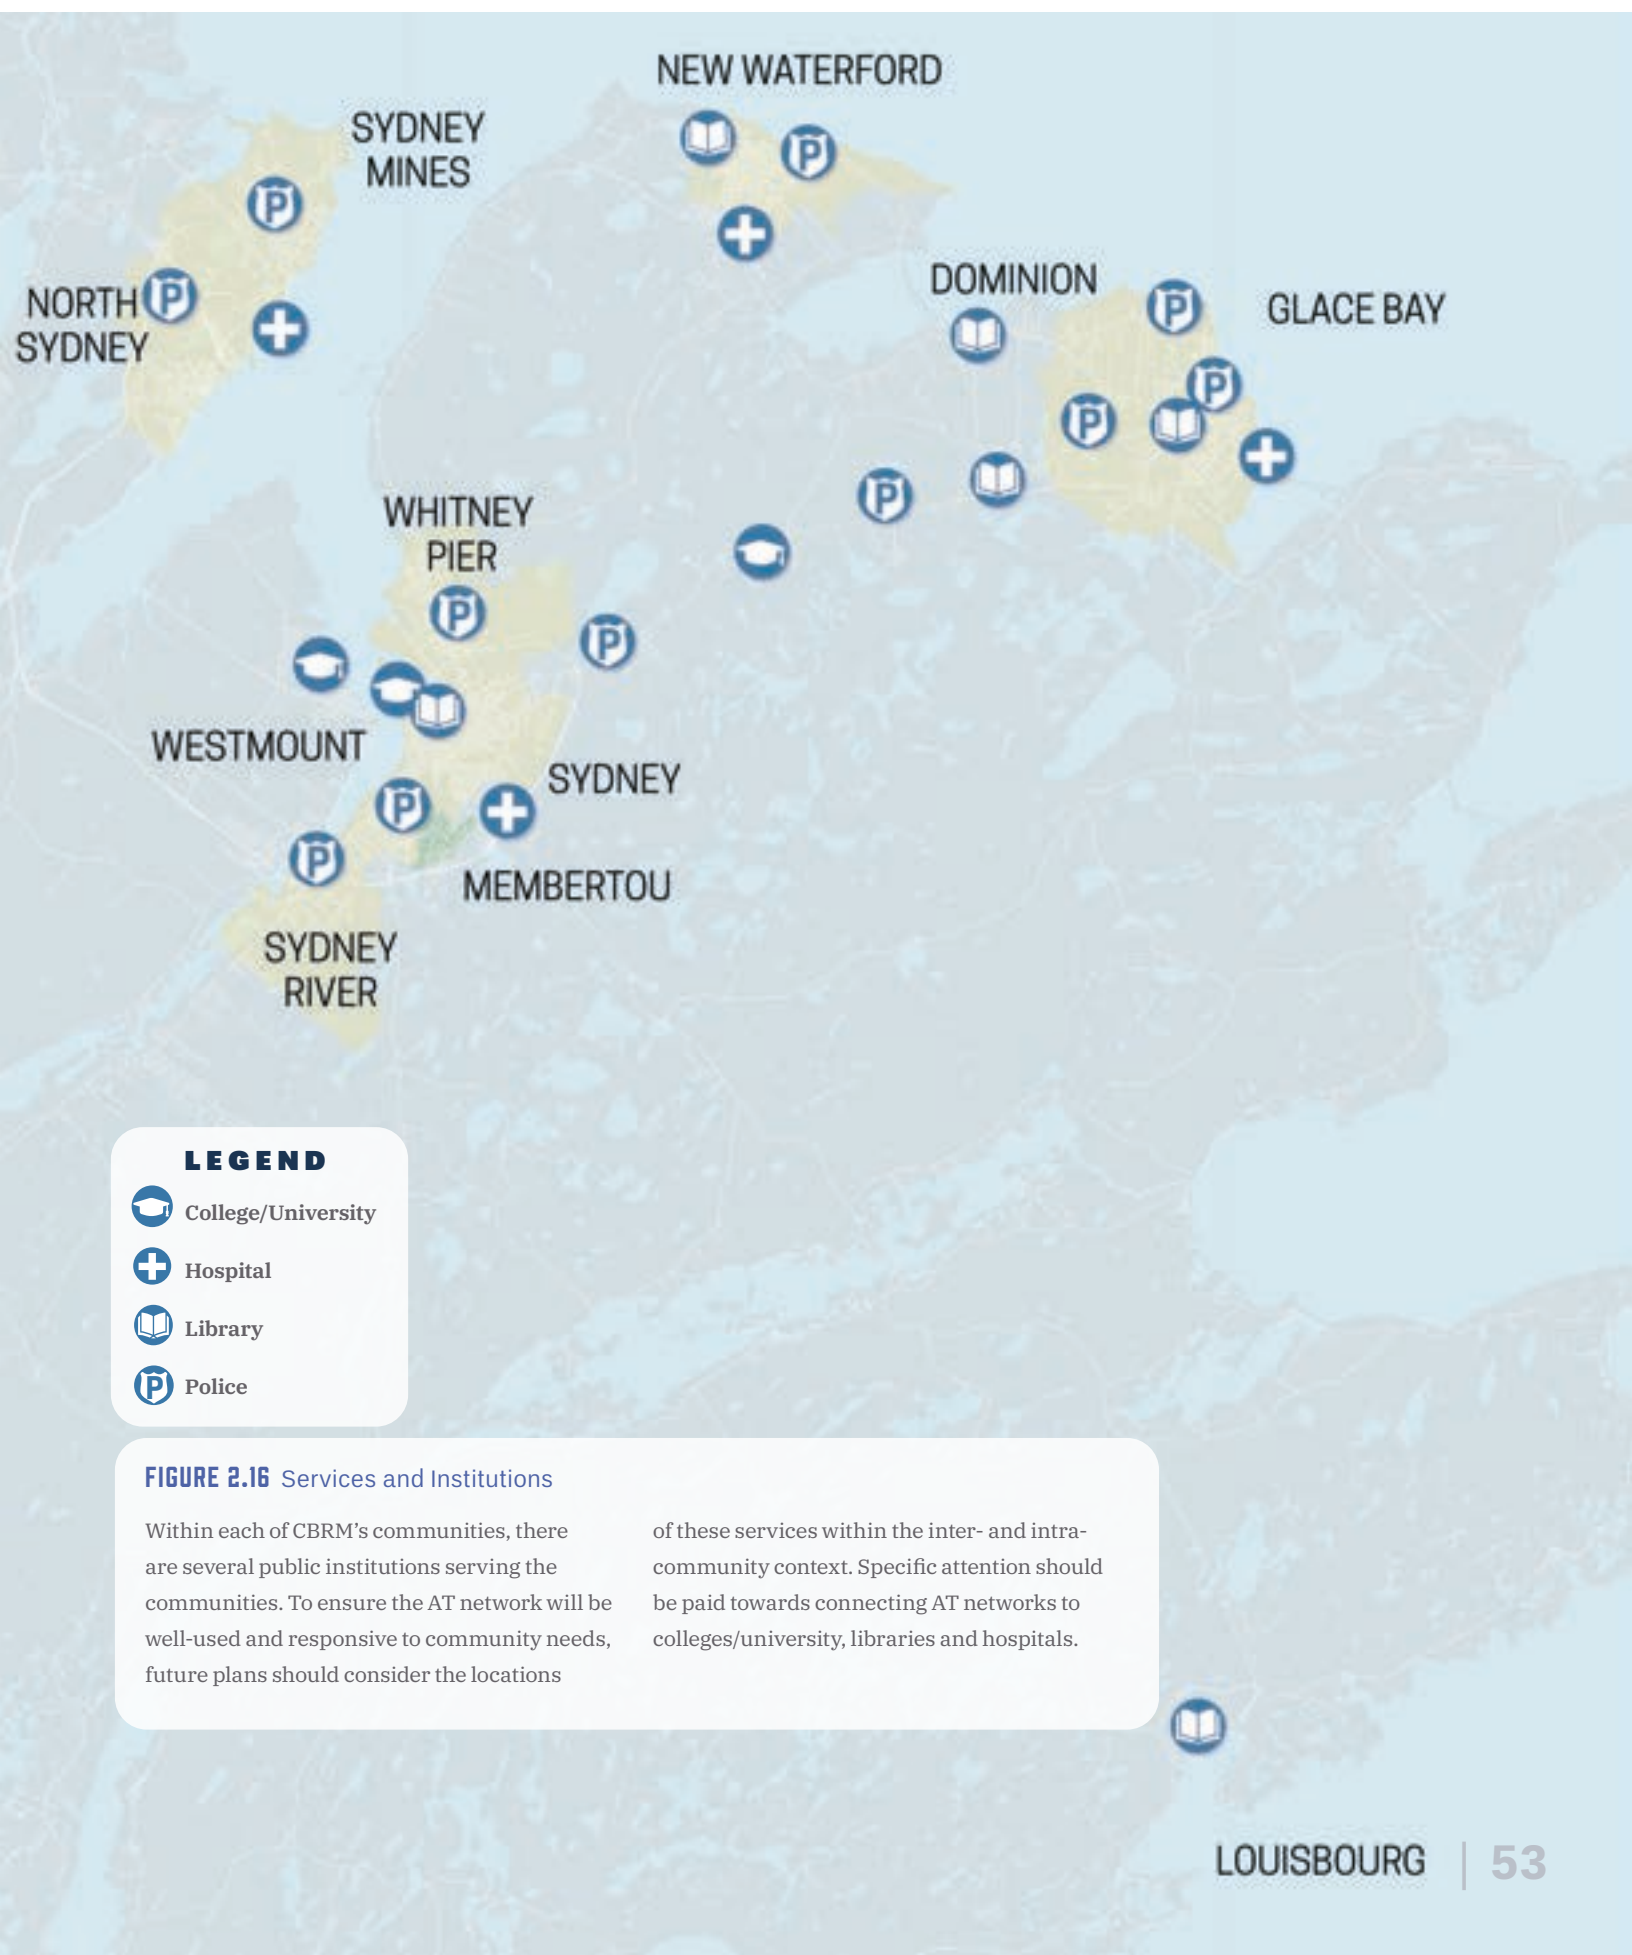 NEW WATERFORD
SYDNEY
MINES
DOMINION
GLACE BAY
NORTH
SYDNEY
WHITNEY
PIER
WESTMOUNT
SYDNEY
MEMBERTOU
SYDNEY
RIVER
LEGEND
College/University
Hospital
Library
P Police
FIGURE 2.16 Services and Institutions
Within each of CBRM’s communities, there
are several public institutions serving the
communities. To ensure the AT network will be
well-used and responsive to community needs,
future plans should consider the locations
of these services within the inter- and intra-
community context. Specific attention should
be paid towards connecting AT networks to
colleges/university, libraries and hospitals.
LOUISBOURG | 53